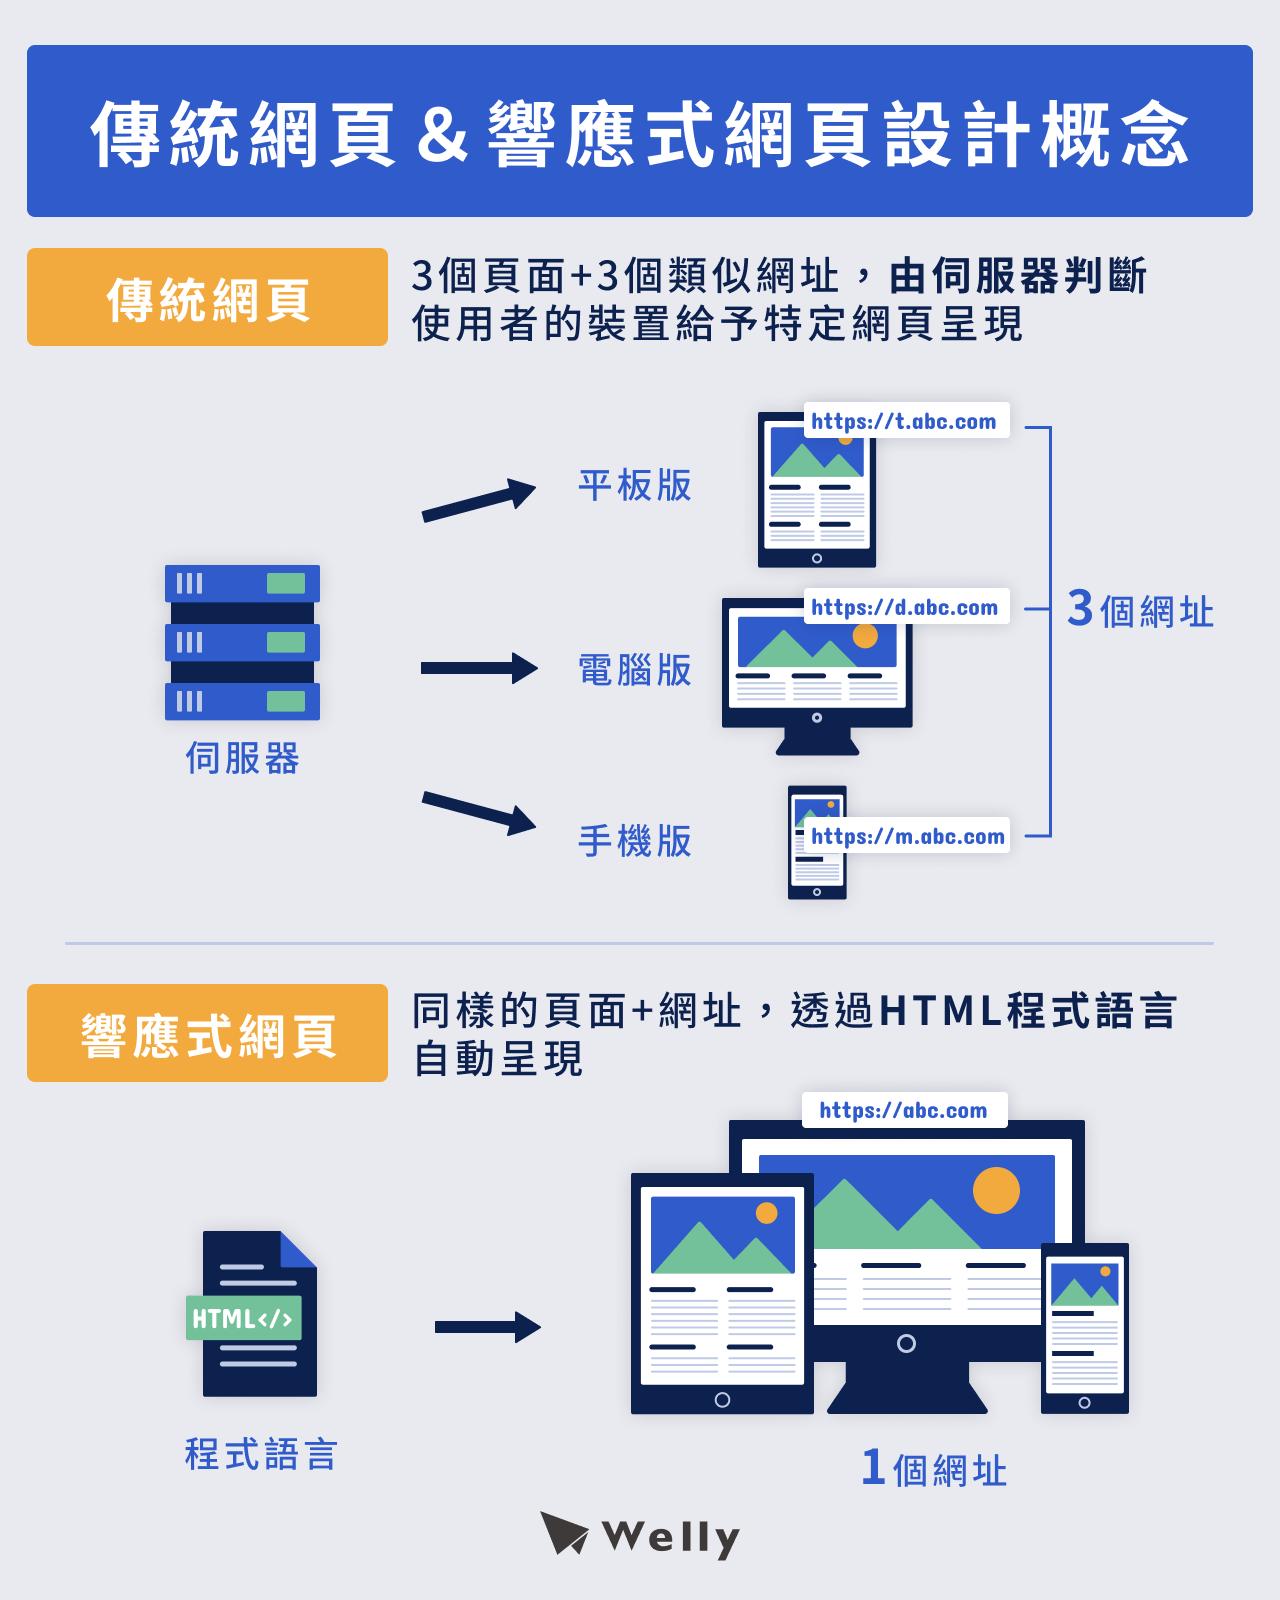 傳統網頁&響應式網頁設計概念
傳統網頁
3個頁面+3個類似網址，由伺服器判斷
使用者的裝置給予特定網頁呈現
https://t.abc.com
平板版
https://d.abc.com
3個網址
電腦版
伺服器
https://m.abc.com
手機版
響應式網頁
同樣的頁面+網址，透過HTML程式語言
自動呈現
https://abc.com
HTML</>
程式語言
1個網址
Welly